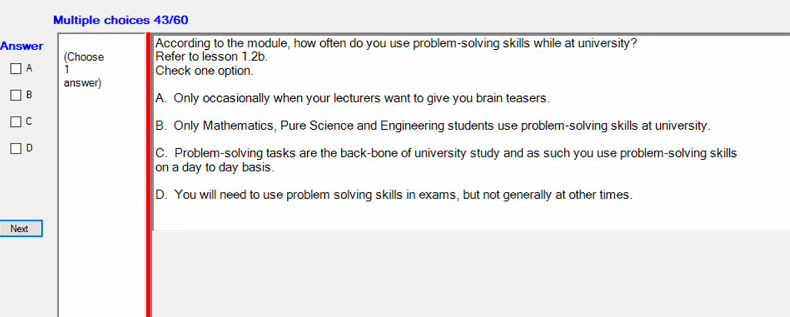 Multiple choices 43/60
Answer
A
B
C
D
Next
(Choose
1
answer)
According to the module, how often do you use problem-solving skills while at university?
Refer to lesson 1.2b.
Check one option.
A. Only occasionally when your lecturers want to give you brain teasers.
B. Only Mathematics, Pure Science and Engineering students use problem-solving skills at university.
C. Problem-solving tasks are the back-bone of university study and as such you use problem-solving skills
on a day to day basis.
D. You will need to use problem solving skills in exams, but not generally at other times.